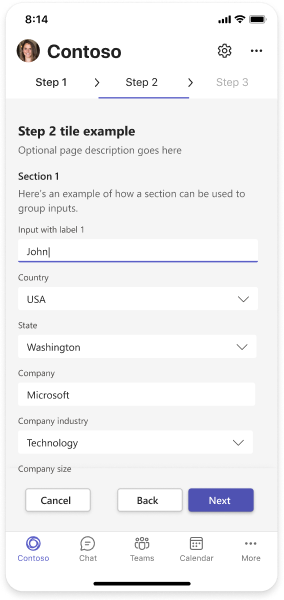 8:14
Contoso
Step 1 Step 2 Step 3
Step 2 tile example
Optional page description goes here
Section 1
Here's an example of how a section can be used to
group inputs.
Input with label 1
John
Country
USA
State
Washington
Company
Microsoft
Company industry
Technology
Company size
Cancel Back Next
Contoso Chat Teams Calendar More